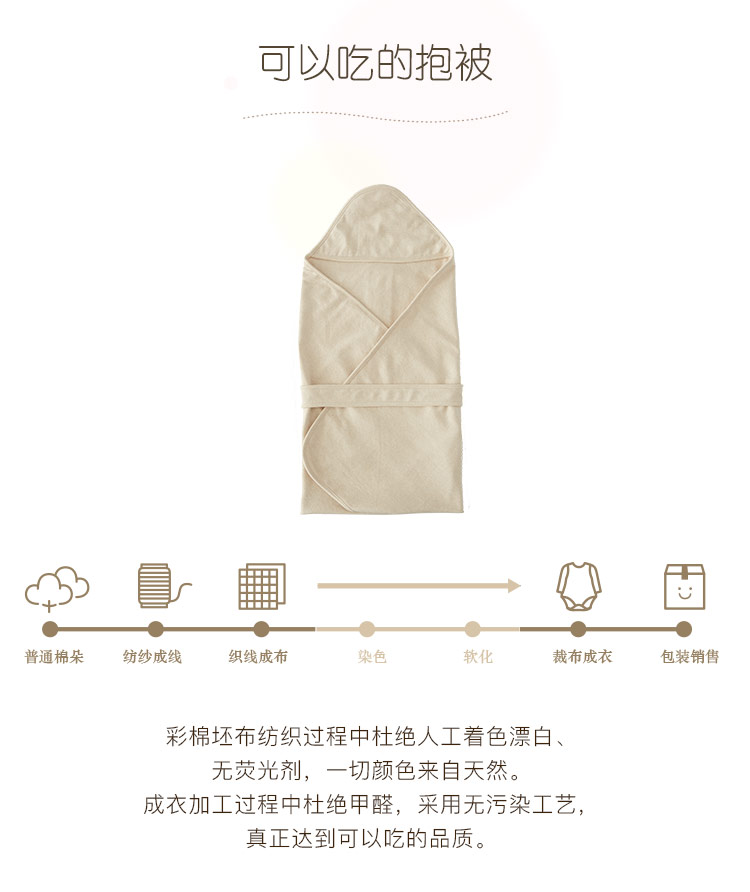 可以吃的抱被
普通棉朵 纺纱成线 织线成布 染色 软化 裁布成衣 包装销售
彩棉坯布纺织过程中杜绝人工着色漂白、
无荧光剂，一切颜色来自天然。
成衣加工过程中杜绝甲醛，采用无污染工艺，
真正达到可以吃的品质。